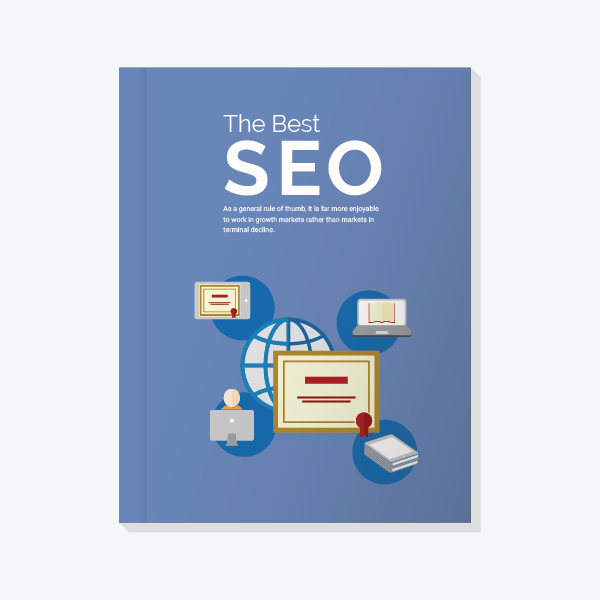 The Best
SEO
As a general rule of thumb, it is far more enjoyable
to work in growth markets rather than markets in
terminal decline.